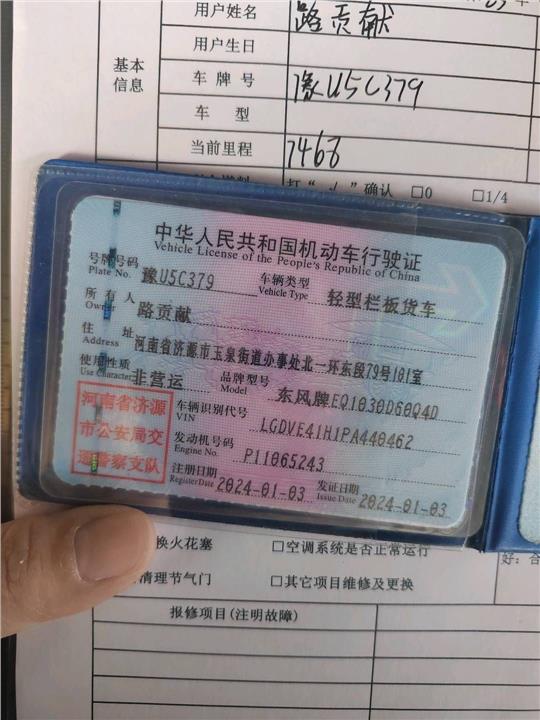 用户姓名 路贡献
用户生日
基本
信息
车牌号 豫U5C379
车 型
当前里程 7468
确认 □0 □1/4
中华人民共和国机动车行驶证
Vehicle License of the People's Republic of China
号牌号码 豫U5C379 车辆类型 轻型栏板货车
Plate No. Vehicle Type
所有人 路贡献
Owner
住 址 河南省济源市玉泉街道办事处北一环东段79号101室
Address
使用性质 非营运 品牌型号 东风牌EQ1030D60Q4D
Use Character Model
河南省济源
市公安局交
通警察支队
车辆识别代号 LGDVE41H1PA440462
VIN
发动机号码 P11065243
Engine No.
注册日期 2024-01-03 发证日期 2024-01-03
Register Date Issue Date
换火花塞 □空调系统是否正常运行
清理节气门 □其它项目维修及更换
报修项目(注明故障)